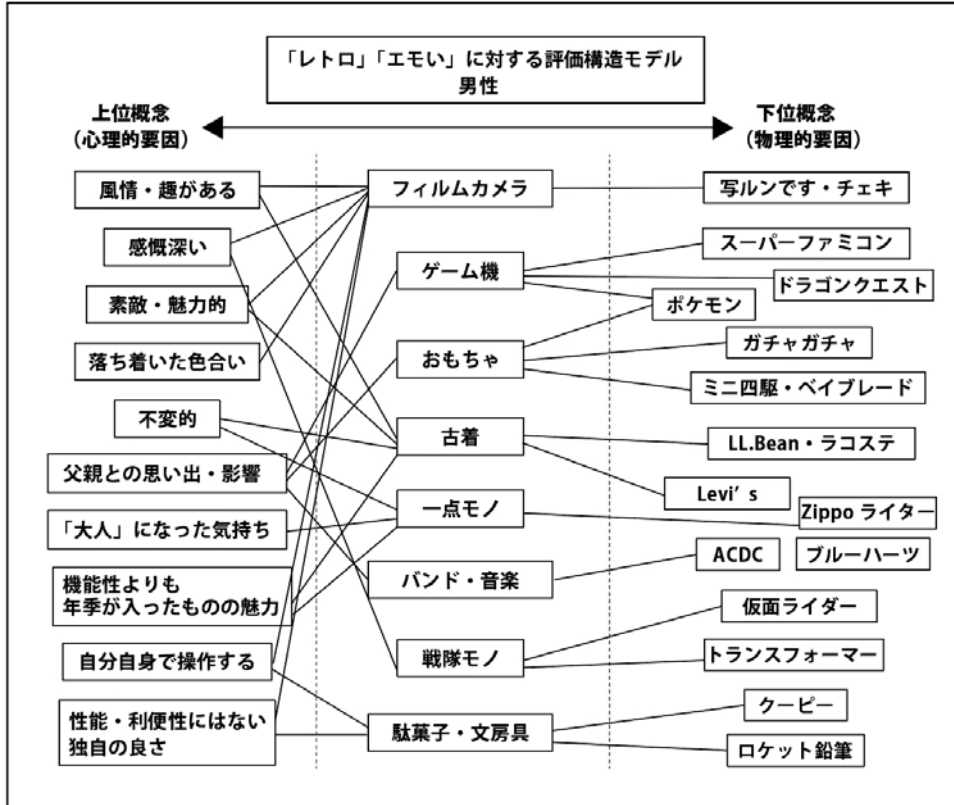 「レトロ」「エモい」に対する評価構造モデル
男性
上位概念
（心理的要因）
下位概念
（物理的要因）
風情・趣がある
感慨深い
素敵・魅力的
落ち着いた色合い
不変的
父親との思い出・影響
「大人」になった気持ち
機能性よりも
年季が入ったものの魅力
自分自身で操作する
性能・利便性にはない
独自の良さ
フィルムカメラ
ゲーム機
おもちゃ
古着
一点モノ
バンド・音楽
戦隊モノ
駄菓子・文房具
写ルンです・チェキ
スーパーファミコン
ドラゴンクエスト
ポケモン
ガチャガチャ
ミニ四駆・ベイブレード
LL.Bean・ラコステ
Levi’s
Zippo ライター
ACDC
ブルーハーツ
仮面ライダー
トランスフォーマー
クーピー
ロケット鉛筆